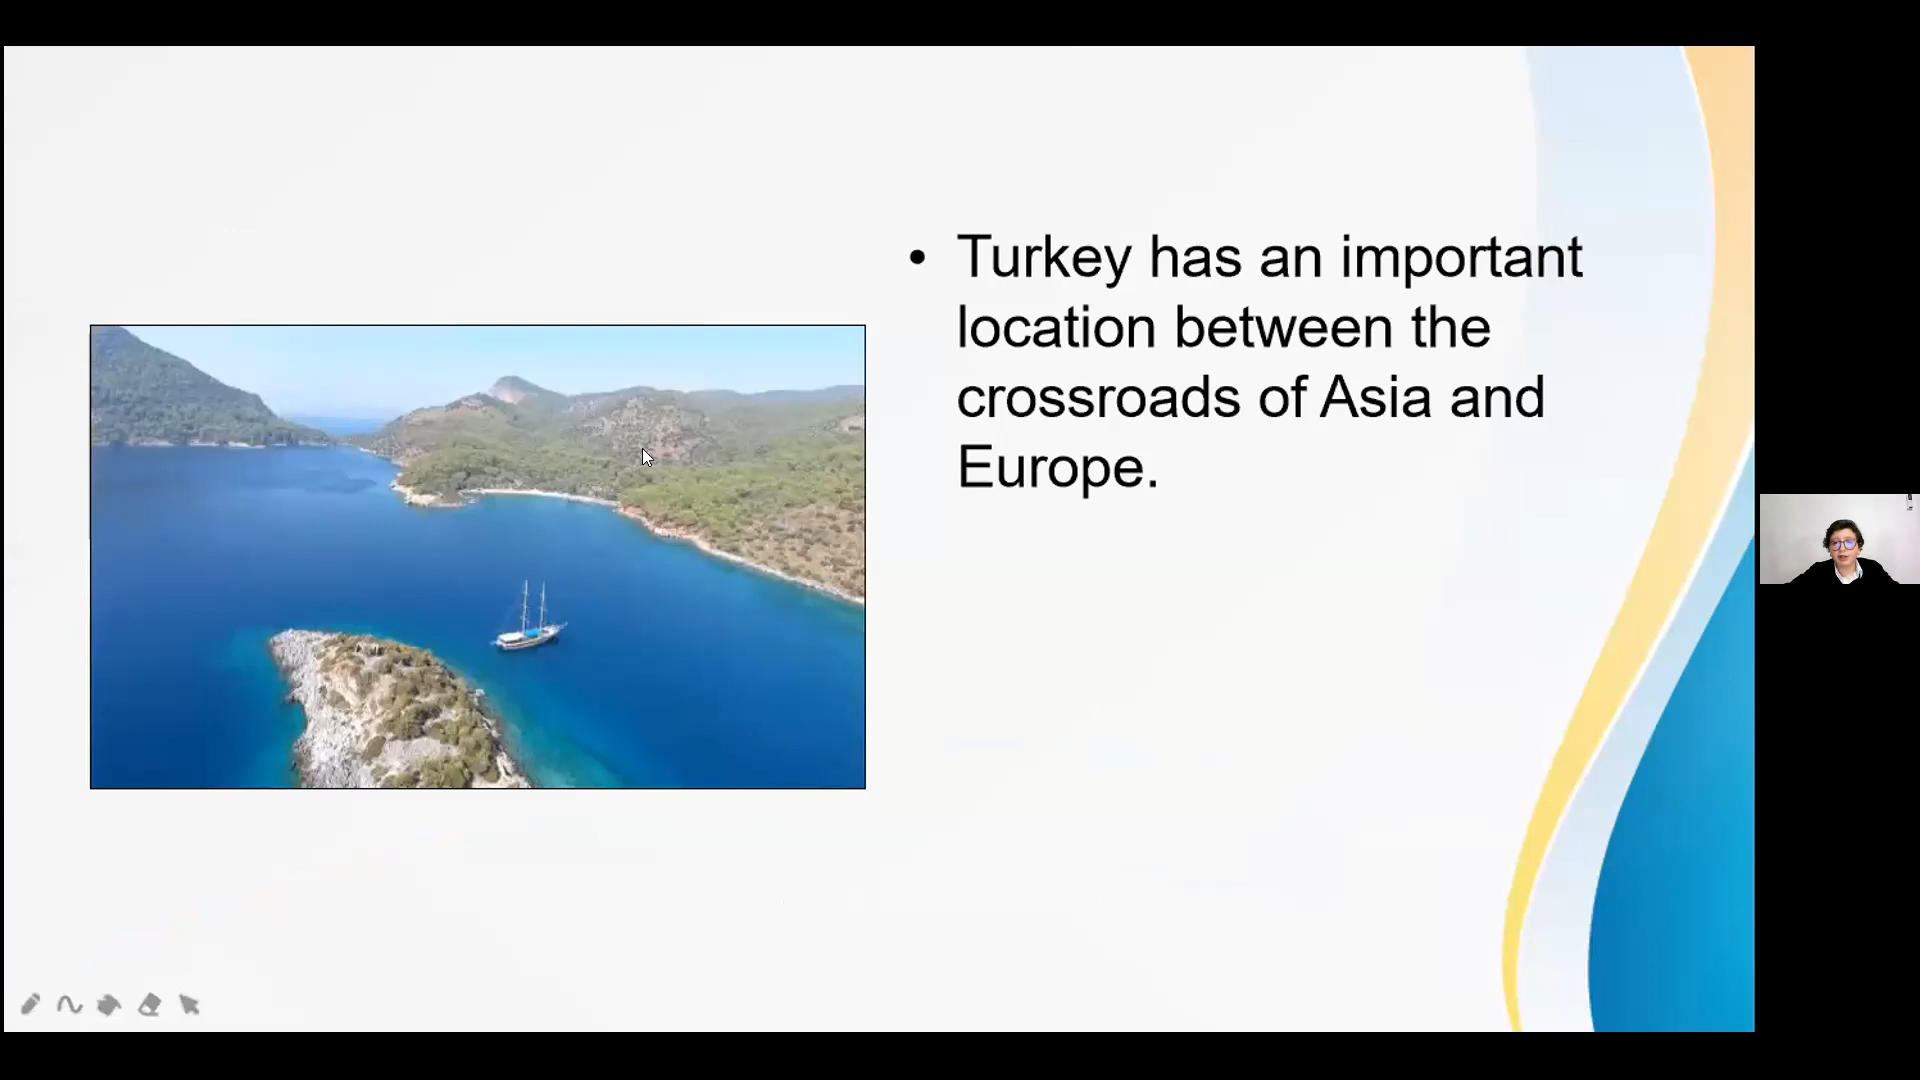 • Turkey has an important
location between the
crossroads of Asia and
Europe.